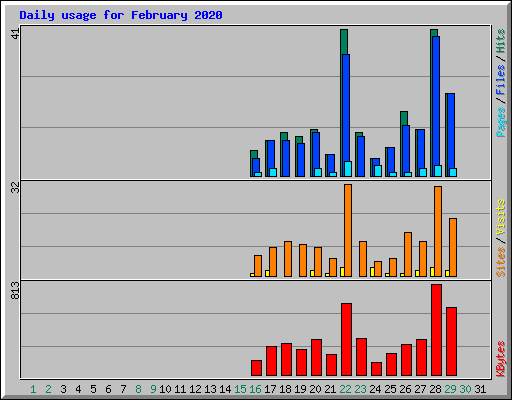 Daily usage for February 2020
41
Pages / Files / Hits
32
Sites / Visits
813
KBytes
1 2 3 4 5 6 7 8 9 10 11 12 13 14 15 16 17 18 19 20 21 22 23 24 25 26 27 28 29 30 31